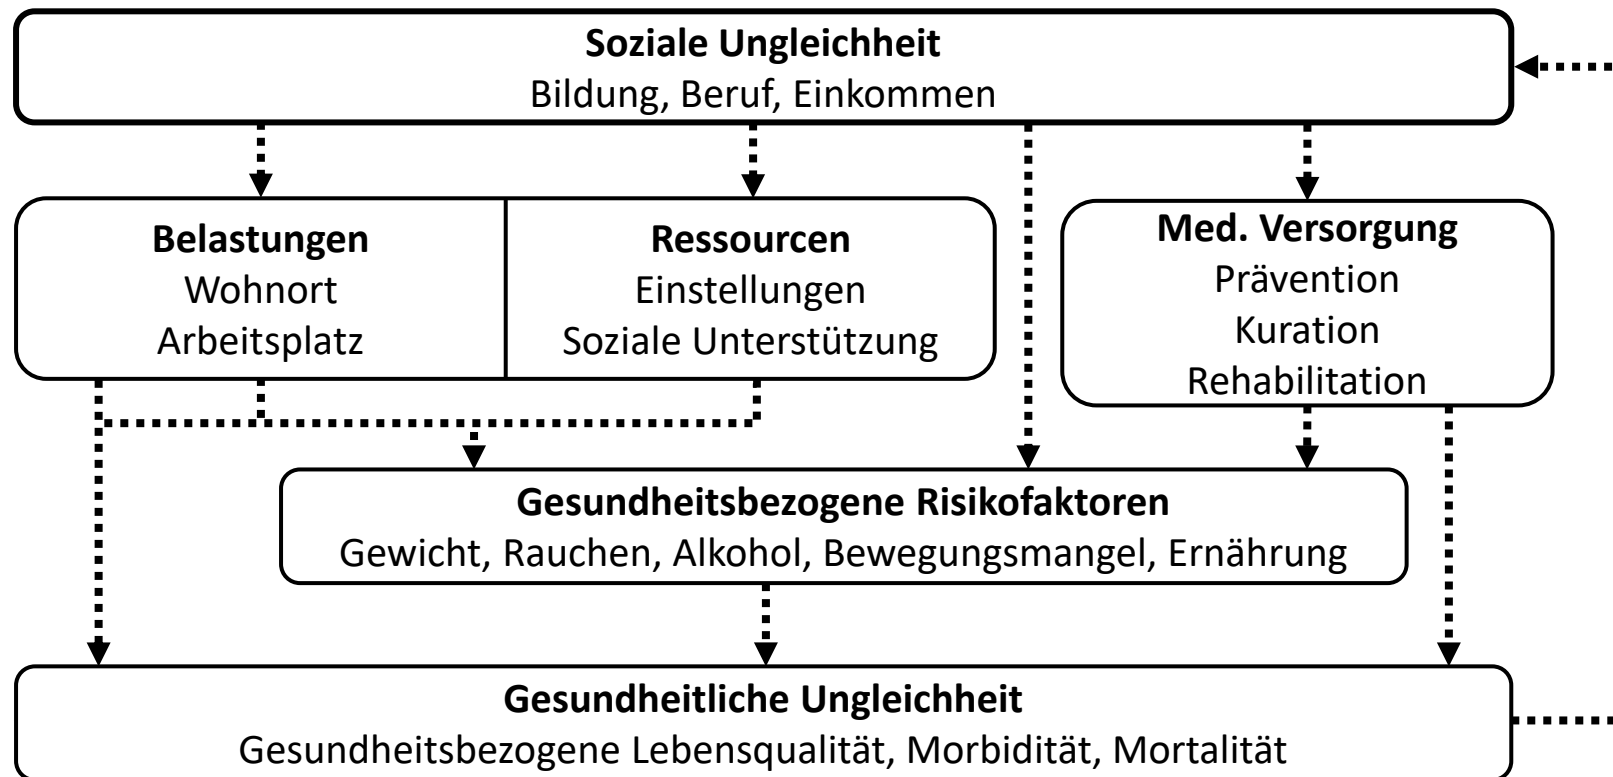 Soziale Ungleichheit
Bildung, Beruf, Einkommen
Belastungen
Wohnort
Arbeitsplatz
Ressourcen
Einstellungen
Soziale Unterstützung
Med. Versorgung
Prävention
Kuration
Rehabilitation
Gesundheitsbezogene Risikofaktoren
Gewicht, Rauchen, Alkohol, Bewegungsmangel, Ernährung
Gesundheitliche Ungleichheit
Gesundheitsbezogene Lebensqualität, Morbidität, Mortalität